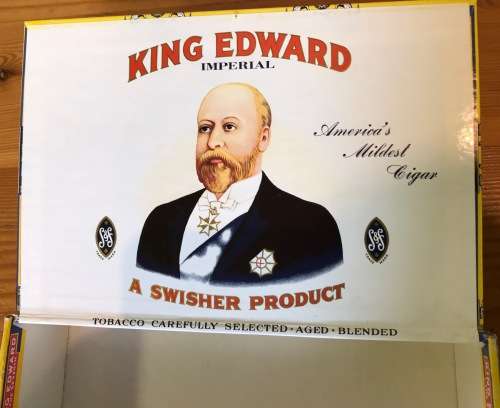 KING EDWARD
IMPERIAL
America's
Mildest
Cigar
S&F
S&F
A SWISHER PRODUCT
TOBACCO CAREFULLY SELECTED • AGED • BLENDED